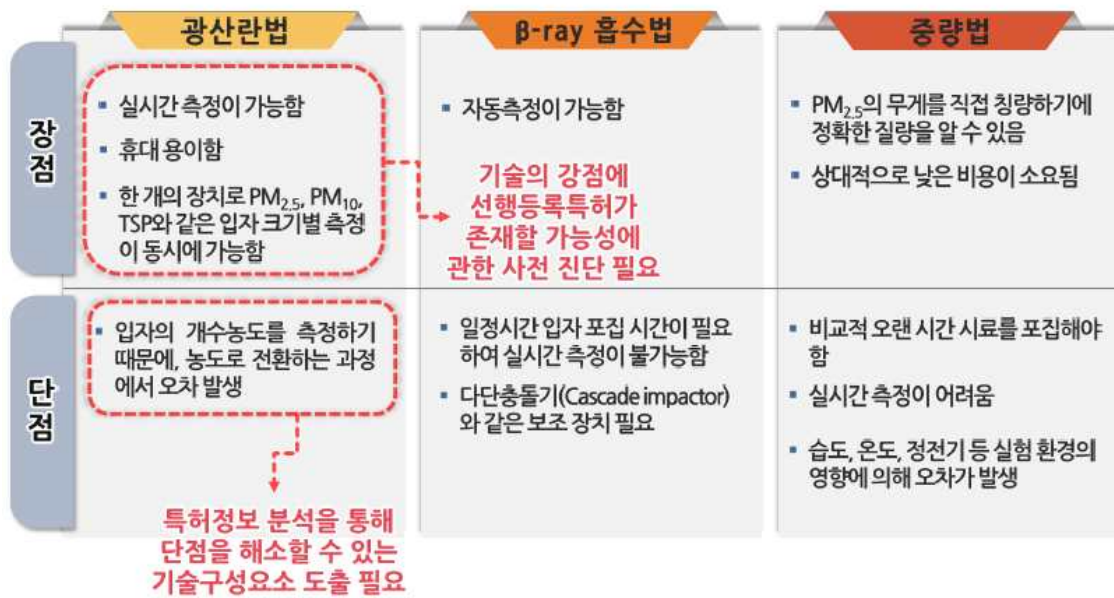 광산란법
β-ray 흡수법
중량법
장점
▪ 실시간 측정이 가능함
▪ 휴대 용이함
▪ 한 개의 장치로 PM2.5, PM10,
TSP와 같은 입자 크기별 측정
이 동시에 가능함
▪ 자동측정이 가능함
기술의 강점에
선행등록특허가
존재할 가능성에
관한 사전 진단 필요
▪ PM2.5의 무게를 직접 칭량하기에
정확한 질량을 알 수 있음
▪ 상대적으로 낮은 비용이 소요됨
단점
▪ 입자의 개수농도를 측정하기
때문에, 농도로 전환하는 과정
에서 오차 발생
특허정보 분석을 통해
단점을 해소할 수 있는
기술구성요소 도출 필요
▪ 일정시간 입자 포집 시간이 필요
하여 실시간 측정이 불가능함
▪ 다단충돌기(Cascade impactor)
와 같은 보조 장치 필요
▪ 비교적 오랜 시간 시료를 포집해야
함
▪ 실시간 측정이 어려움
▪ 습도, 온도, 정전기 등 실험 환경의
영향에 의해 오차가 발생